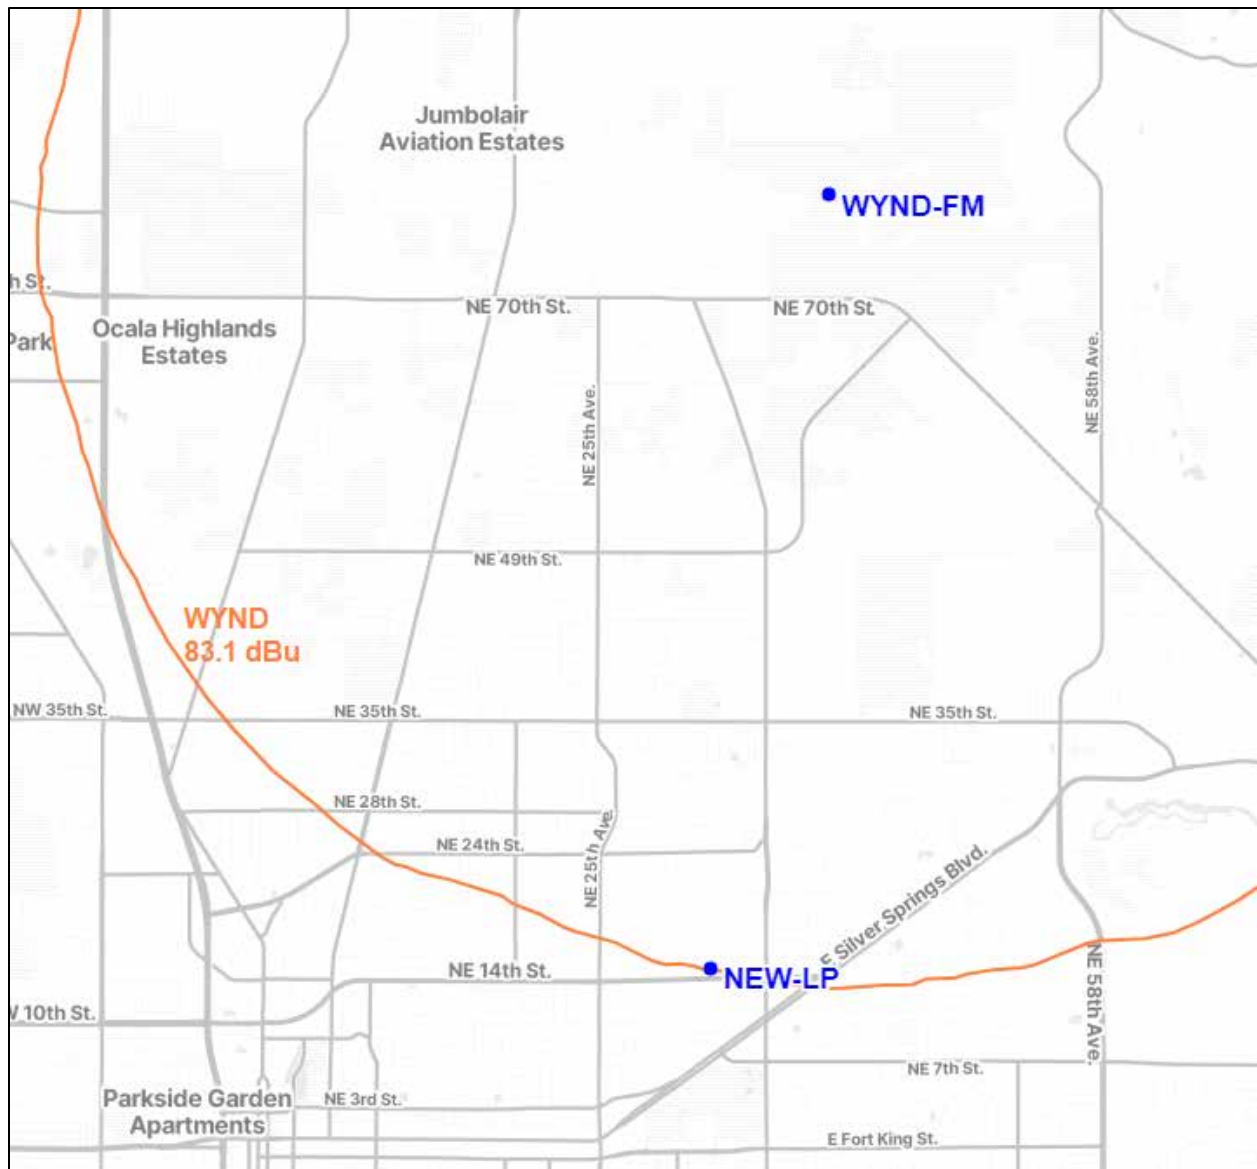 Jumbolair
Aviation Estates
WYND-FM
h St.
NE 70th St.
NE 70th St.
Ocala Highlands
Estates
Park
NE 58th Ave.
NE 25th Ave.
NE 49th St.
WYND
83.1 dBu
NW 35th St.
NE 35th St.
NE 35th St.
NE 28th St.
NE 24th St.
NE 25th Ave.
E Silver Springs Blvd.
NE 14th St.
NEW-LP
NE 58th Ave.
W 10th St.
NE 7th St.
Parkside Garden
Apartments
NE 3rd St.
E Fort King St.